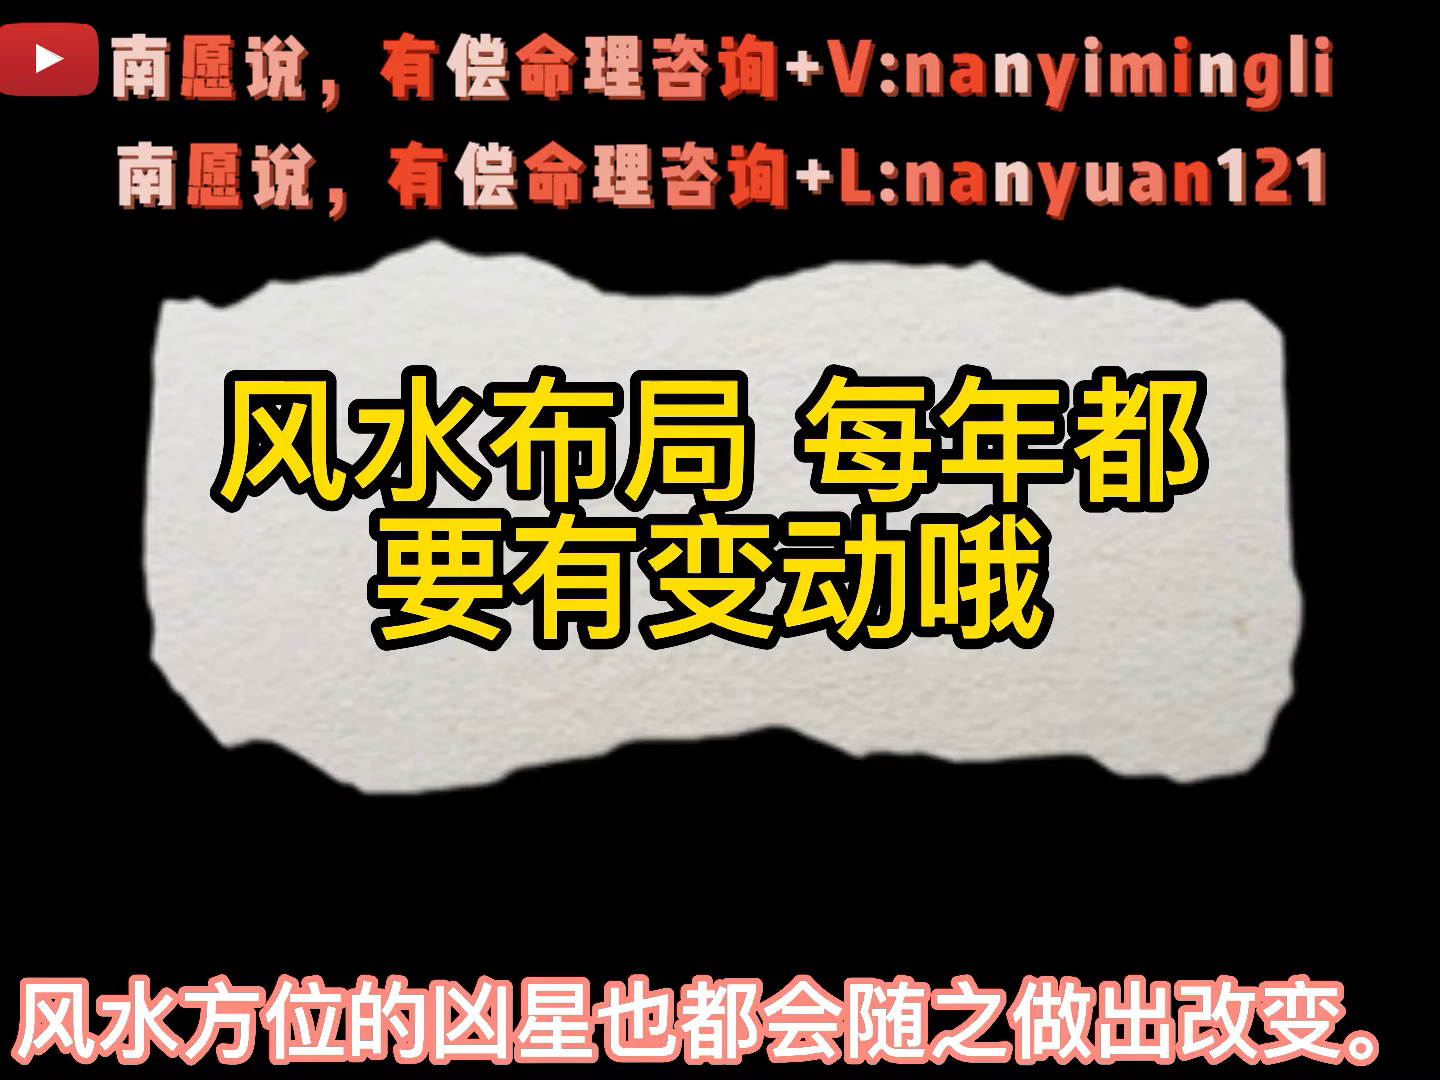 南愿说，有偿命理咨询+V:nanyimingli
南愿说，有偿命理咨询+L:nanyuan121
风水布局 每年都
要有变动哦
风水方位的凶星也都会随之做出改变。